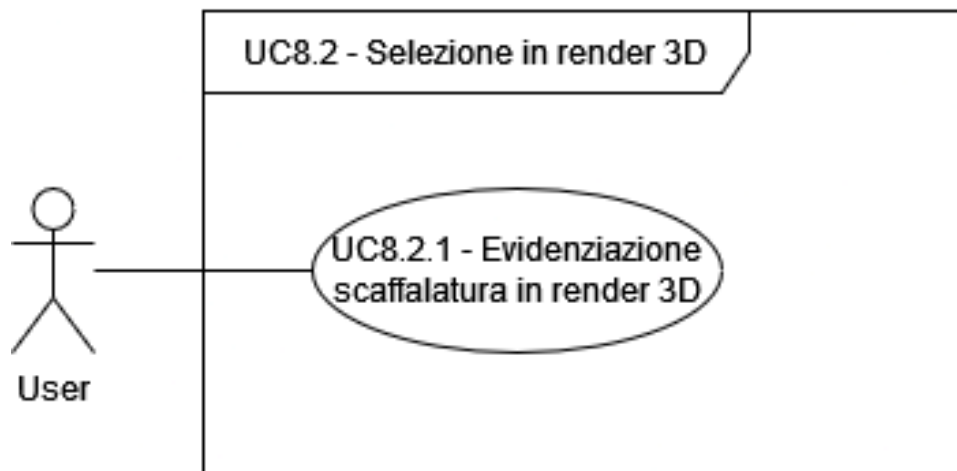 UC8.2 - Selezione in render 3D
UC8.2.1 - Evidenziazione
scaffalatura in render 3D
User